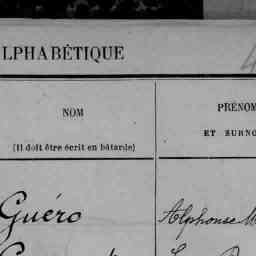 LPHABÉTIQUE
NOM
PRÉNOM
(Il doit être écrit en bâtarde)
ET SURNO
Guéro
Alphonse M